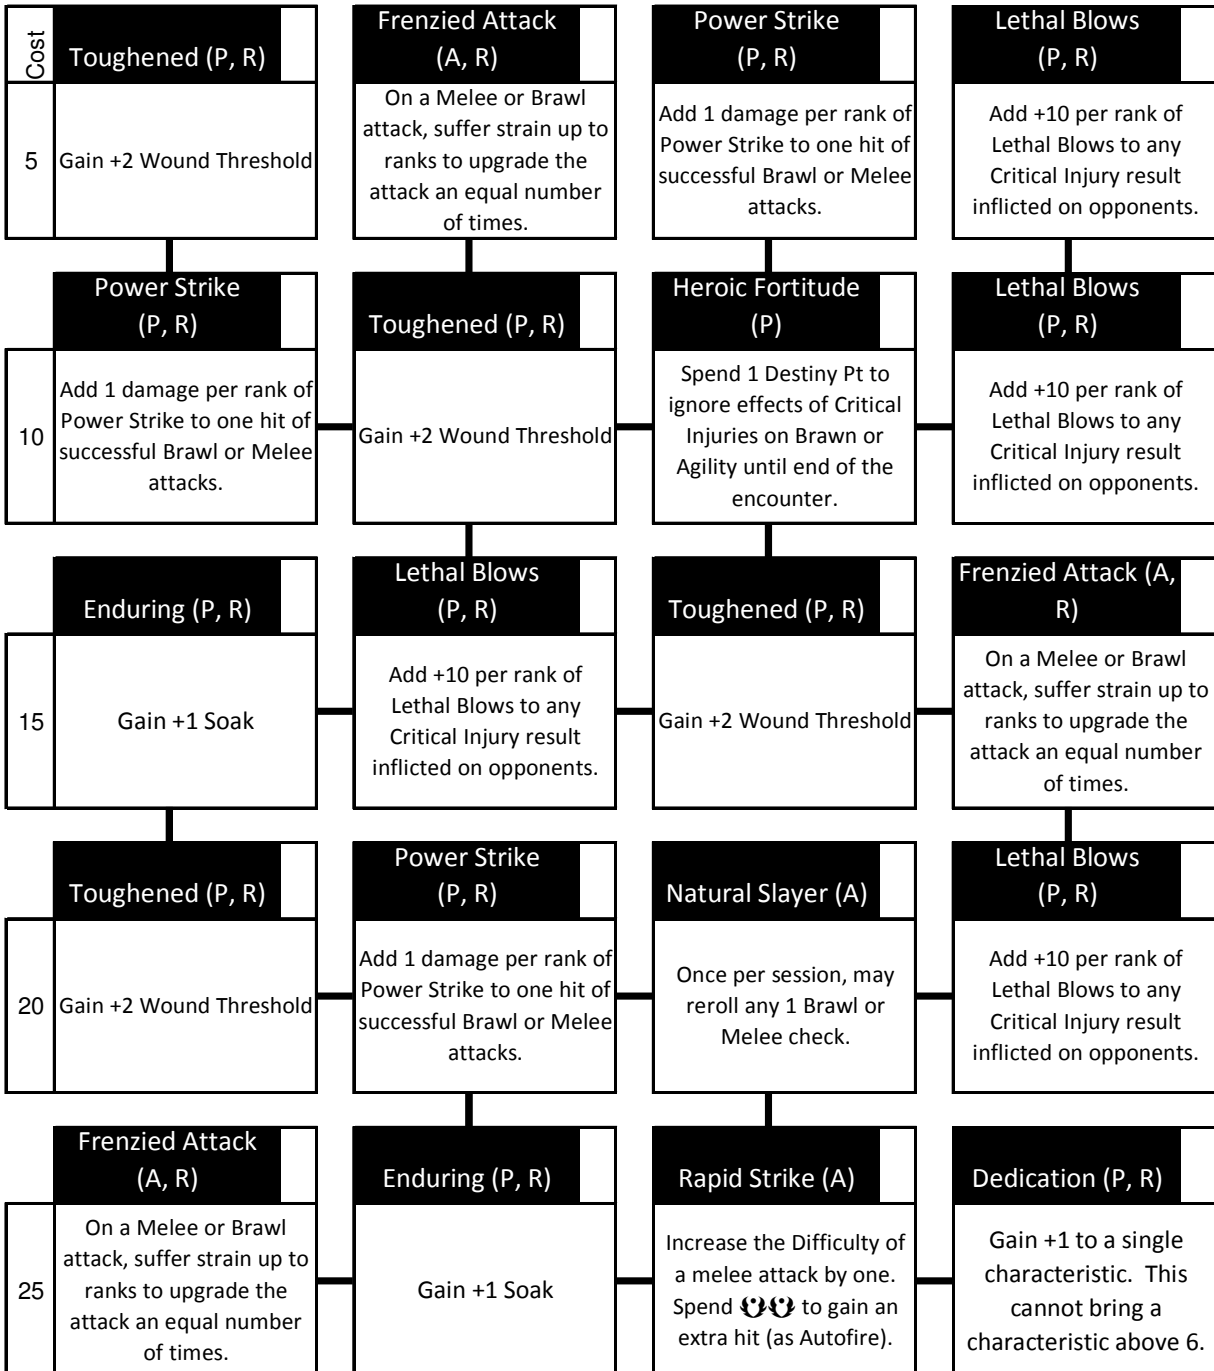 Cost
Toughened (P, R)
Frenzied Attack
(A, R)
Power Strike
(P, R)
Lethal Blows
(P, R)
5
Gain +2 Wound Threshold
On a Melee or Brawl
attack, suffer strain up to
ranks to upgrade the
attack an equal number
of times.
Add 1 damage per rank of
Power Strike to one hit of
successful Brawl or Melee
attacks.
Add +10 per rank of
Lethal Blows to any
Critical Injury result
inflicted on opponents.
Power Strike
(P, R)
Toughened (P, R)
Heroic Fortitude
(P)
Lethal Blows
(P, R)
10
Add 1 damage per rank of
Power Strike to one hit of
successful Brawl or Melee
attacks.
Gain +2 Wound Threshold
Spend 1 Destiny Pt to
ignore effects of Critical
Injuries on Brawn or
Agility until end of the
encounter.
Add +10 per rank of
Lethal Blows to any
Critical Injury result
inflicted on opponents.
Enduring (P, R)
Lethal Blows
(P, R)
Toughened (P, R)
Frenzied Attack (A,
R)
15
Gain +1 Soak
Add +10 per rank of
Lethal Blows to any
Critical Injury result
inflicted on opponents.
Gain +2 Wound Threshold
On a Melee or Brawl
attack, suffer strain up to
ranks to upgrade the
attack an equal number
of times.
Toughened (P, R)
Power Strike
(P, R)
Natural Slayer (A)
Lethal Blows
(P, R)
20
Gain +2 Wound Threshold
Add 1 damage per rank of
Power Strike to one hit of
successful Brawl or Melee
attacks.
Once per session, may
reroll any 1 Brawl or
Melee check.
Add +10 per rank of
Lethal Blows to any
Critical Injury result
inflicted on opponents.
Frenzied Attack
(A, R)
Enduring (P, R)
Rapid Strike (A)
Dedication (P, R)
25
On a Melee or Brawl
attack, suffer strain up to
ranks to upgrade the
attack an equal number
of times.
Gain +1 Soak
Increase the Difficulty of
a melee attack by one.
Spend to gain an
extra hit (as Autofire).
Gain +1 to a single
characteristic. This
cannot bring a
characteristic above 6.